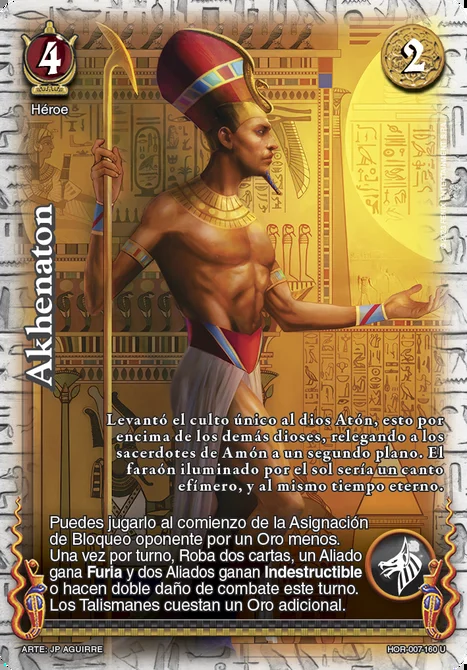 4
2
Héroe
Akhenaton
Levantó el culto único al dios Atón, esto por
encima de los demás dioses, relegando a los
sacerdotes de Amón a un segundo plano. El
faraón iluminado por el sol sería un canto
efímero, y al mismo tiempo eterno.
Puedes jugarlo al comienzo de la Asignación
de Bloqueo oponente por un Oro menos.
Una vez por turno, Roba dos cartas, un Aliado
gana Furia y dos Aliados ganan Indestructible
o hacen doble daño de combate este turno.
Los Talismanes cuestan un Oro adicional.
ARTE: JP AGUIRRE
HOR-007-160 U